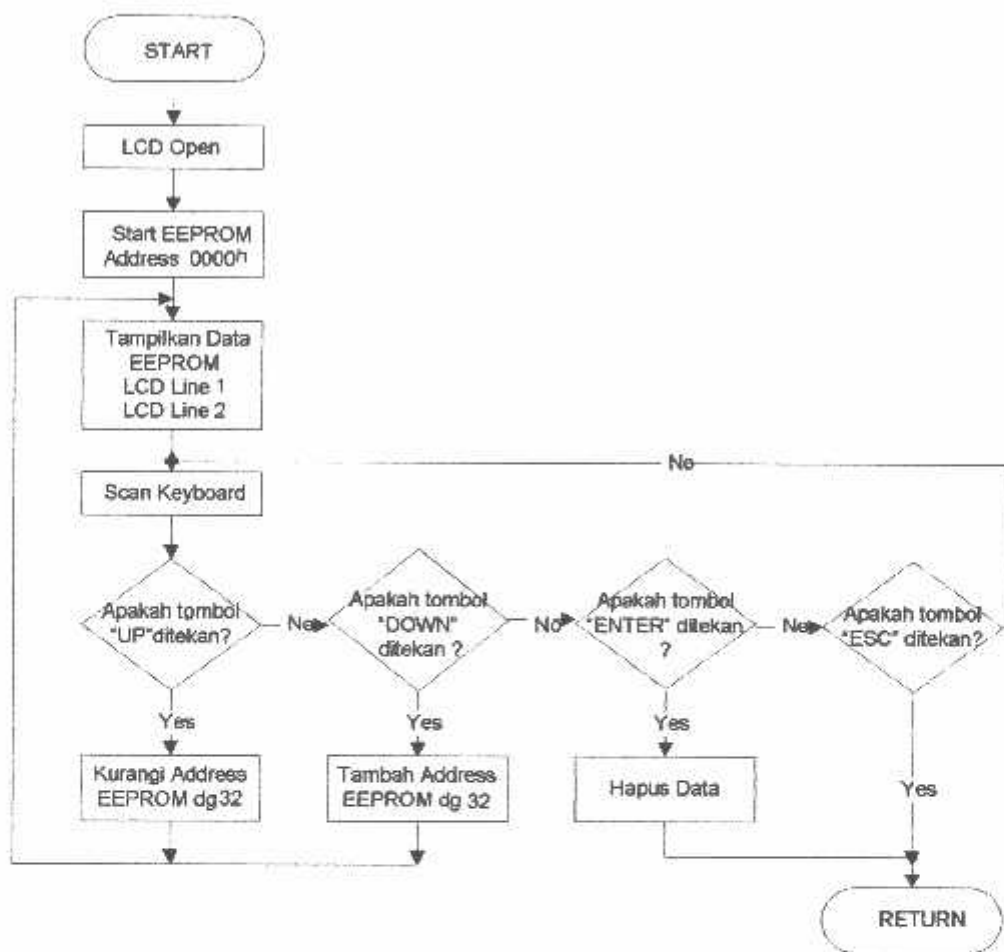 START
LCD Open
Start EEPROM
Address 0000h
Tampilkan Data
EEPROM
LCD Line 1
LCD Line 2
No
Scan Keyboard
Apakah tombol
"UP"ditekan?
No
Apakah tombol
"DOWN"
ditekan ?
No
Apakah tombol
"ENTER" ditekan
?
No
Apakah tombol
"ESC" ditekan?
Yes
Yes
Yes
Yes
Kurangi Address
EEPROM dg32
Tambah Address
EEPROM dg 32
Hapus Data
RETURN